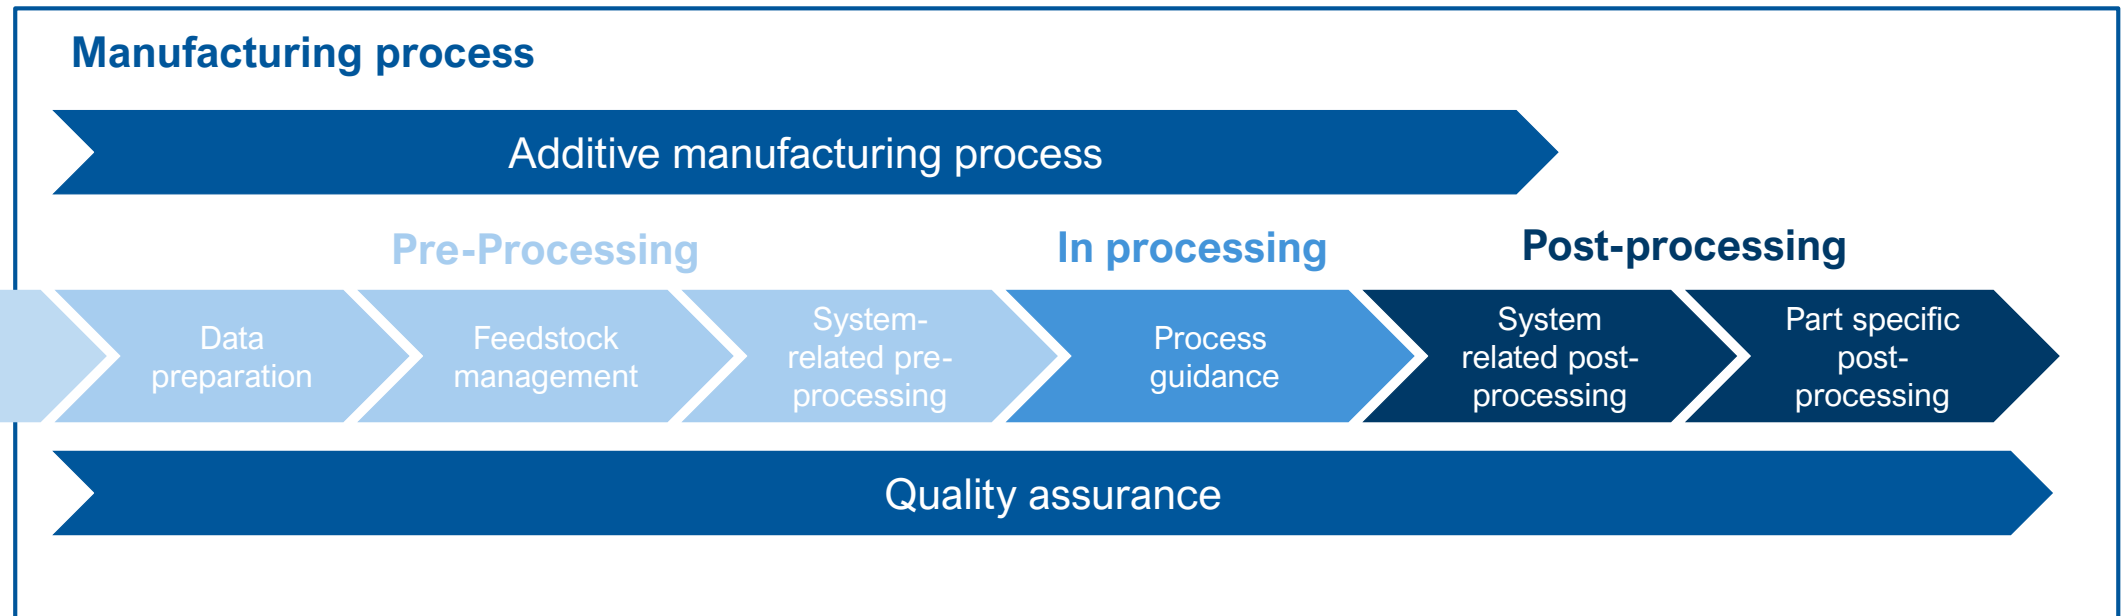 Manufacturing process
Additive manufacturing process
Pre-Processing
In processing
Post-processing
Data
preparation
Feedstock
management
System-
related pre-
processing
Process
guidance
System
related post-
processing
Part specific
post-
processing
Quality assurance